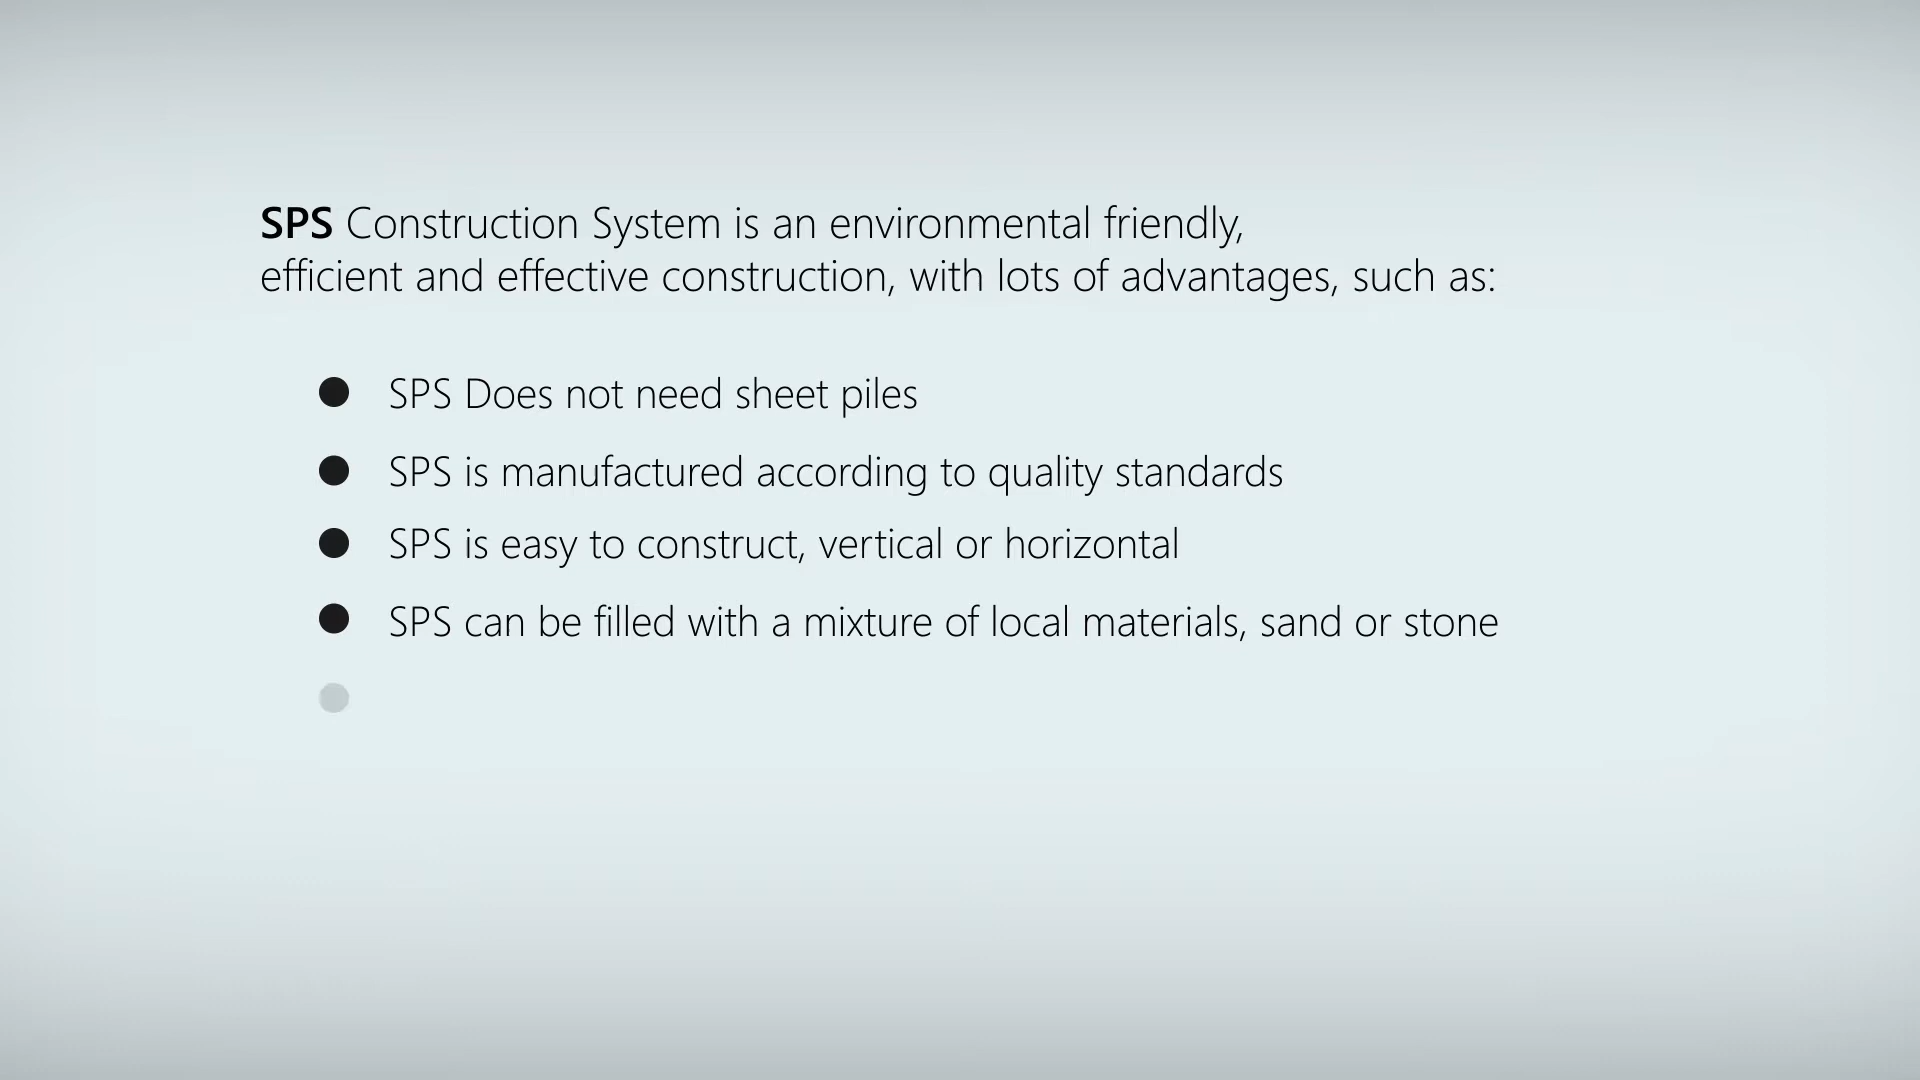 SPS Construction System is an environmental friendly,
efficient and effective construction, with lots of advantages, such as:
● SPS Does not need sheet piles
● SPS is manufactured according to quality standards
● SPS is easy to construct, vertical or horizontal
● SPS can be filled with a mixture of local materials, sand or stone